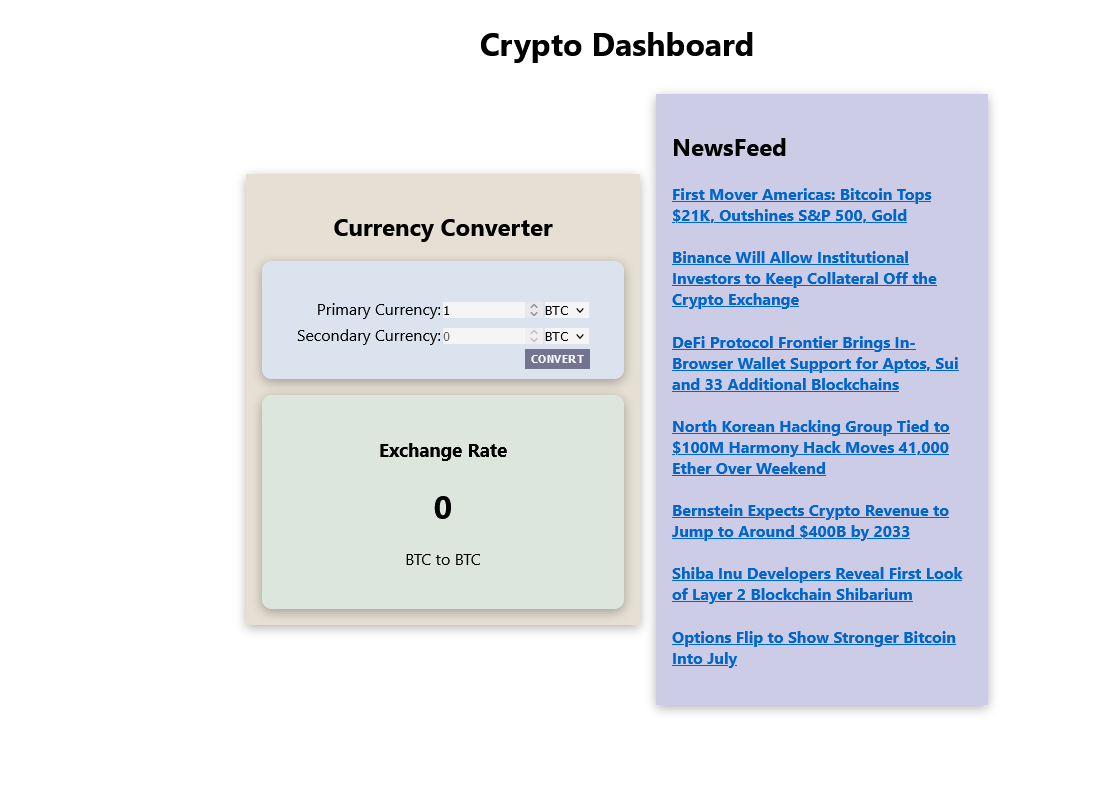 Crypto Dashboard
Currency Converter
Primary Currency: 1 BTC
Secondary Currency: 0 BTC
CONVERT
Exchange Rate
0
BTC to BTC
NewsFeed
First Mover Americas: Bitcoin Tops
$21K, Outshines S&P 500, Gold
Binance Will Allow Institutional
Investors to Keep Collateral Off the
Crypto Exchange
DeFi Protocol Frontier Brings In-
Browser Wallet Support for Aptos, Sui
and 33 Additional Blockchains
North Korean Hacking Group Tied to
$100M Harmony Hack Moves 41,000
Ether Over Weekend
Bernstein Expects Crypto Revenue to
Jump to Around $400B by 2033
Shiba Inu Developers Reveal First Look
of Layer 2 Blockchain Shibarium
Options Flip to Show Stronger Bitcoin
Into July